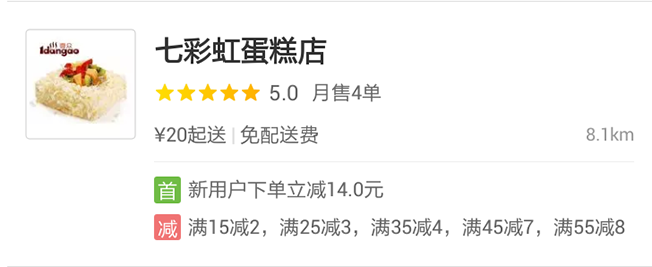 壹点
Idangao
七彩虹蛋糕店
5.0 月售4单
¥20起送 | 免配送费 8.1km
首 新用户下单立减14.0元
减 满15减2，满25减3，满35减4，满45减7，满55减8